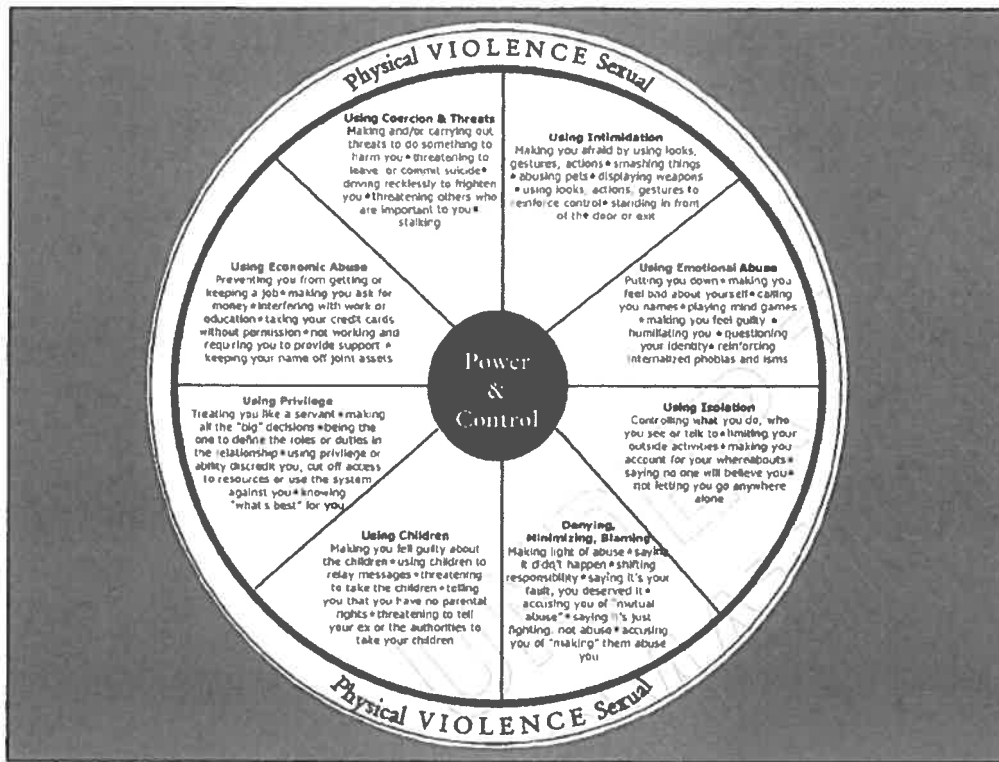 Physical VIOLENCE Sexual
Using Coercion & Threats
Making and/or carrying out
threats to do something to
harm you • threatening to
leave or commit suicide •
driving recklessly to frighten
you • threatening others who
are important to you •
stalking
Using Intimidation
Making you afraid by using looks,
gestures, actions • smashing things
• abusing pets • displaying weapons
• using looks, actions, gestures to
reinforce control • standing in front
of the door or exit
Using Economic Abuse
Preventing you from getting or
keeping a job • making you ask for
money • interfering with work or
education • taking your credit cards
without permission • not working and
requiring you to provide support •
keeping your name off joint assets
Using Emotional Abuse
Putting you down • making you
feel bad about yourself • calling
you names • playing mind games
• making you feel guilty •
humiliating you • questioning
your identity • reinforcing
internalized phobias and isms
Power
&
Control
Using Privilege
Treating you like a servant • making
all the "big" decisions • being the
one to define the roles or duties in
the relationship • using privilege or
ability discredit you, cut off access
to resources or use the system
against you • knowing
"what's best" for you
Using Isolation
Controlling what you do, who
you see or talk to • limiting your
outside activities • making you
account for your whereabouts •
saying no one will believe you •
not letting you go anywhere
alone
Using Children
Making you fell guilty about
the children • using children to
relay messages • threatening
to take the children • telling
you that you have no parental
rights • threatening to tell
your ex or the authorities to
take your children
Denying,
Minimizing, Blaming
Making light of abuse • saying
it didn't happen • shifting
responsibility • saying it's your
fault, you deserved it •
accusing you of "mutual
abuse" • saying it's just
fighting, not abuse • accusing
you of "making" them abuse
you
Physical VIOLENCE Sexual